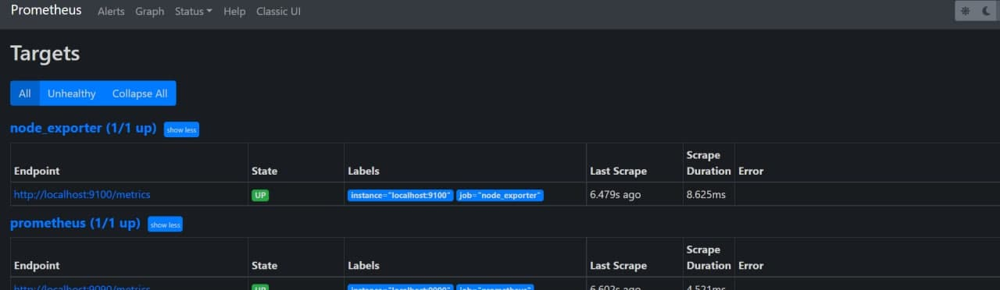 Prometheus Alerts Graph Status Help Classic UI
Targets
All Unhealthy Collapse All
node_exporter (1/1 up) show less
Endpoint State Labels Last Scrape Scrape Duration Error
http://localhost:9100/metrics UP instance="localhost:9100" job="node_exporter" 6.479s ago 8.625ms
prometheus (1/1 up) show less
Endpoint State Labels Last Scrape Scrape Duration Error
http://localhost:9090/metrics UP instance="localhost:9090" job="prometheus" 6.602s ago 4.521ms